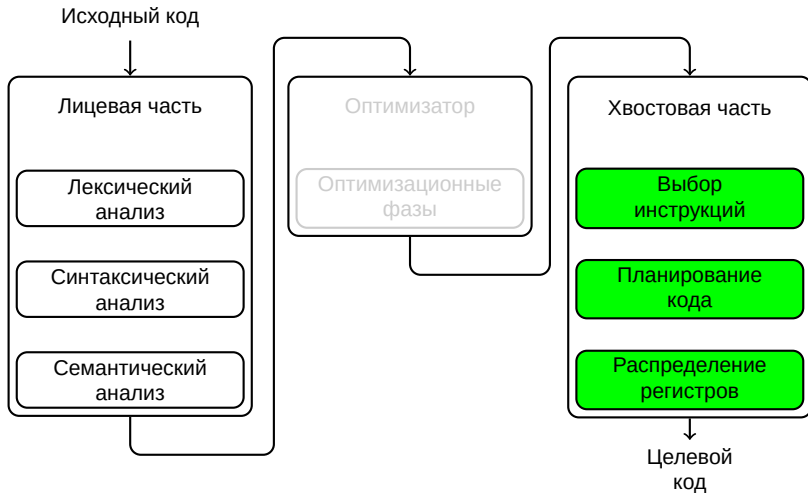 Исходный код
Лицевая часть
Лексический
анализ
Синтаксический
анализ
Семантический
анализ
Оптимизатор
Оптимизационные
фазы
Хвостовая часть
Выбор
инструкций
Планирование
кода
Распределение
регистров
Целевой
код